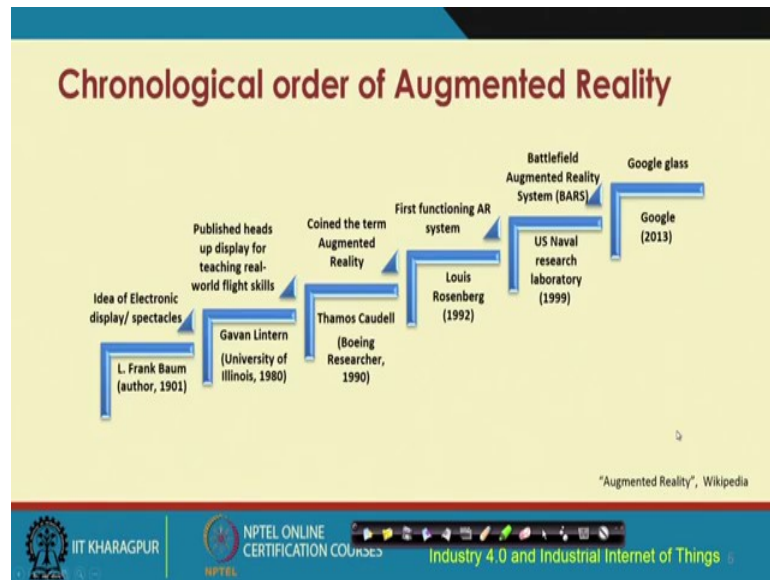 Chronological order of Augmented Reality
Idea of Electronic
display/ spectacles
L. Frank Baum
(author, 1901)
Published heads
up display for
teaching real-
world flight skills
Gavan Lintern
(University of
Illinois, 1980)
Coined the term
Augmented
Reality
Thamos Caudell
(Boeing
Researcher,
1990)
First functioning AR
system
Louis
Rosenberg
(1992)
Battlefield
Augmented Reality
System (BARS)
US Naval
research
laboratory
(1999)
Google glass
Google
(2013)
"Augmented Reality", Wikipedia
IIT KHARAGPUR
NPTEL
NPTEL ONLINE
CERTIFICATION COURSES
Industry 4.0 and Industrial Internet of Things 6